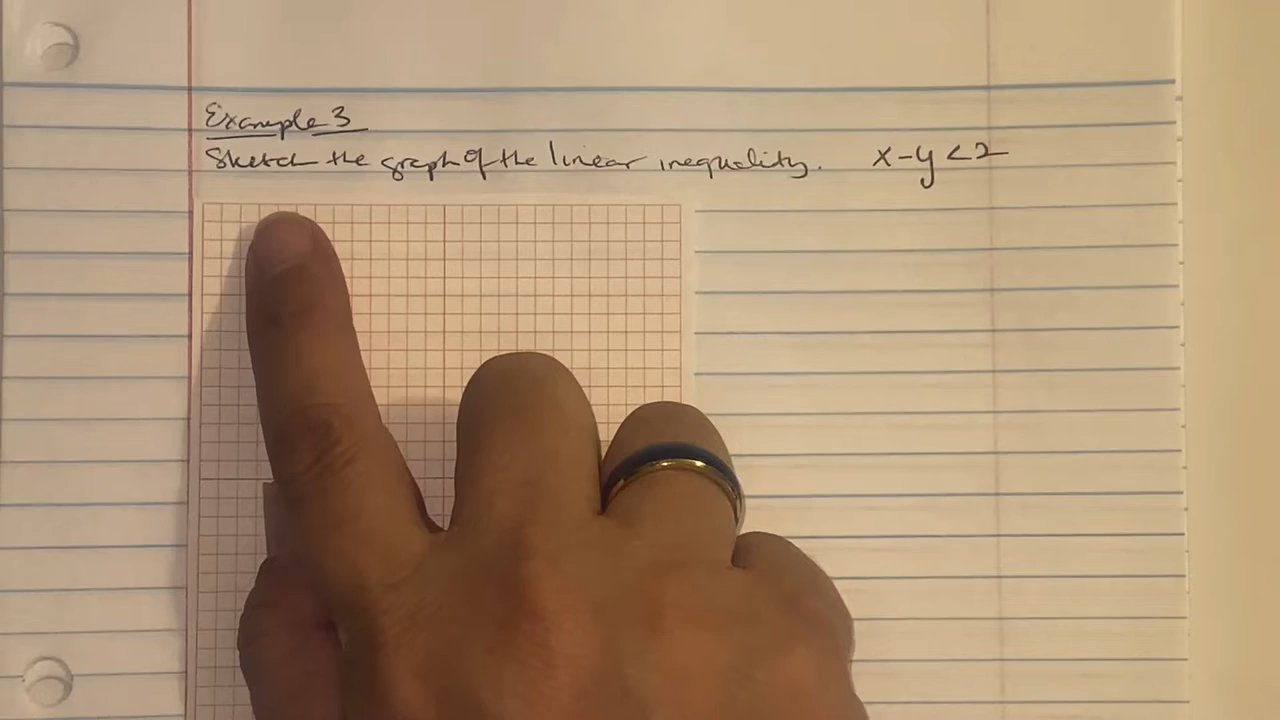 Example 3
Sketch the graph of the linear inequality. x-y<2